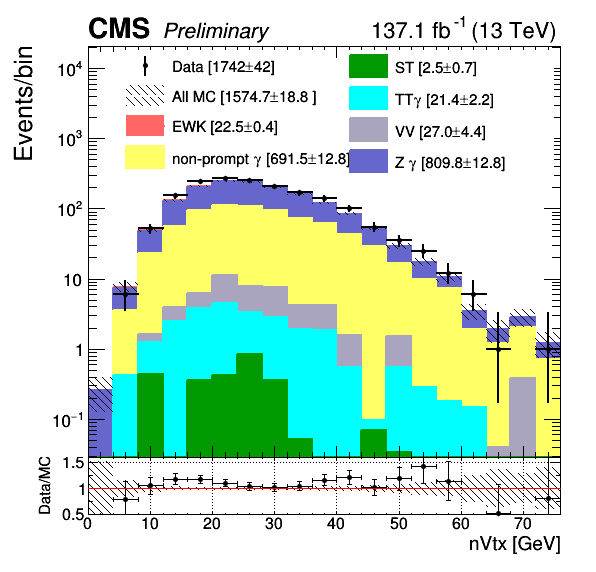 CMS Preliminary 137.1 fb⁻¹ (13 TeV)
Events/bin
10⁴
10³
10²
10
1
10⁻¹
Data [1742±42]
All MC [1574.7±18.8 ]
EWK [22.5±0.4]
non-prompt γ [691.5±12.8]
ST [2.5±0.7]
TTγ [21.4±2.2]
VV [27.0±4.4]
Z γ [809.8±12.8]
Data/MC
1.5
1
0.5
0 10 20 30 40 50 60 70
nVtx [GeV]